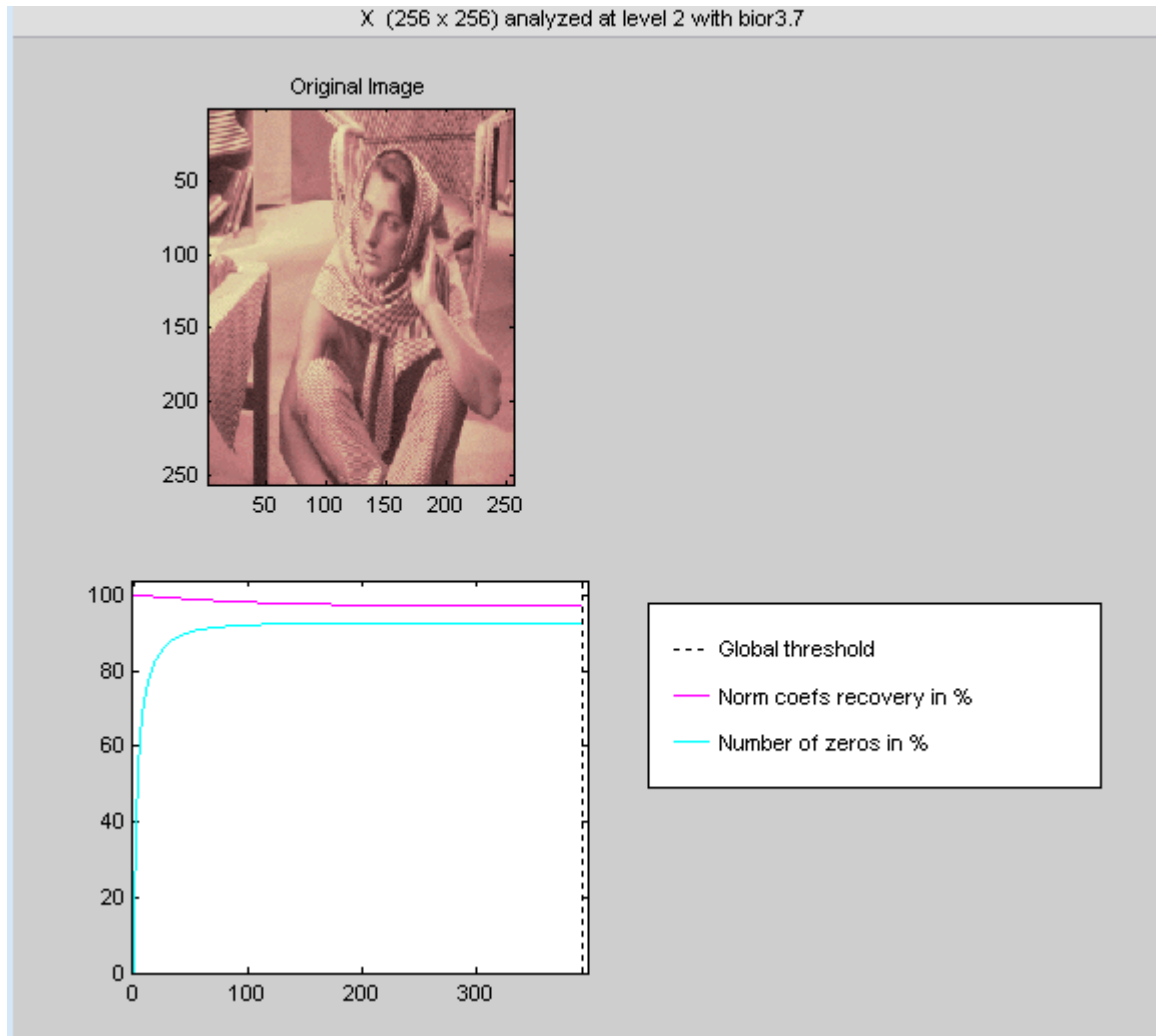 X (256 x 256) analyzed at level 2 with bior3.7
Original Image
50
100
150
200
250
50 100 150 200 250
100
80
60
40
20
0
0 100 200 300
Global threshold
Norm coefs recovery in %
Number of zeros in %